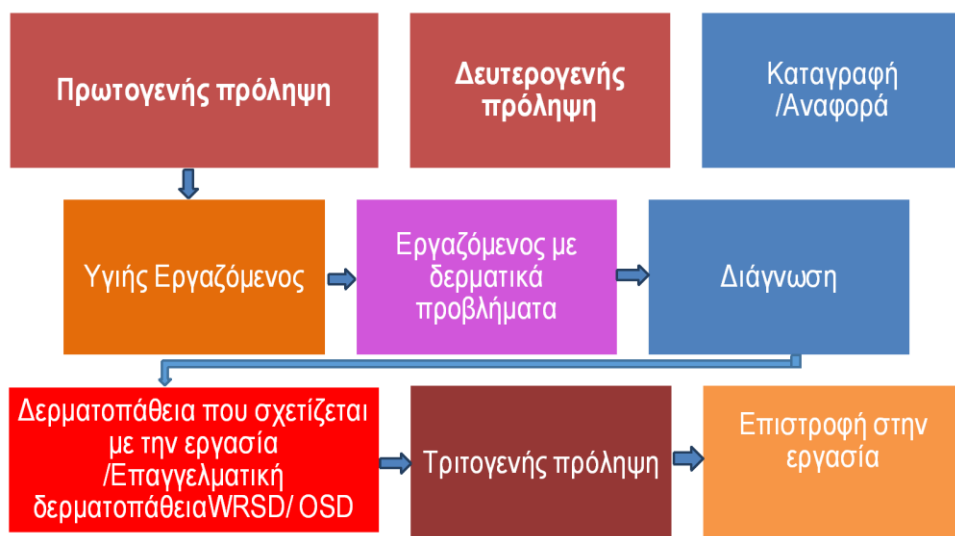 Πρωτογενής πρόληψη
Δευτερογενής
πρόληψη
Καταγραφή
/Αναφορά
Υγιής Εργαζόμενος
Εργαζόμενος με
δερματικά
προβλήματα
Διάγνωση
Δερματοπάθεια που σχετίζεται
με την εργασία
/Επαγγελματική
δερματοπάθειαWRSD/ OSD
Τριτογενής πρόληψη
Επιστροφή στην
εργασία